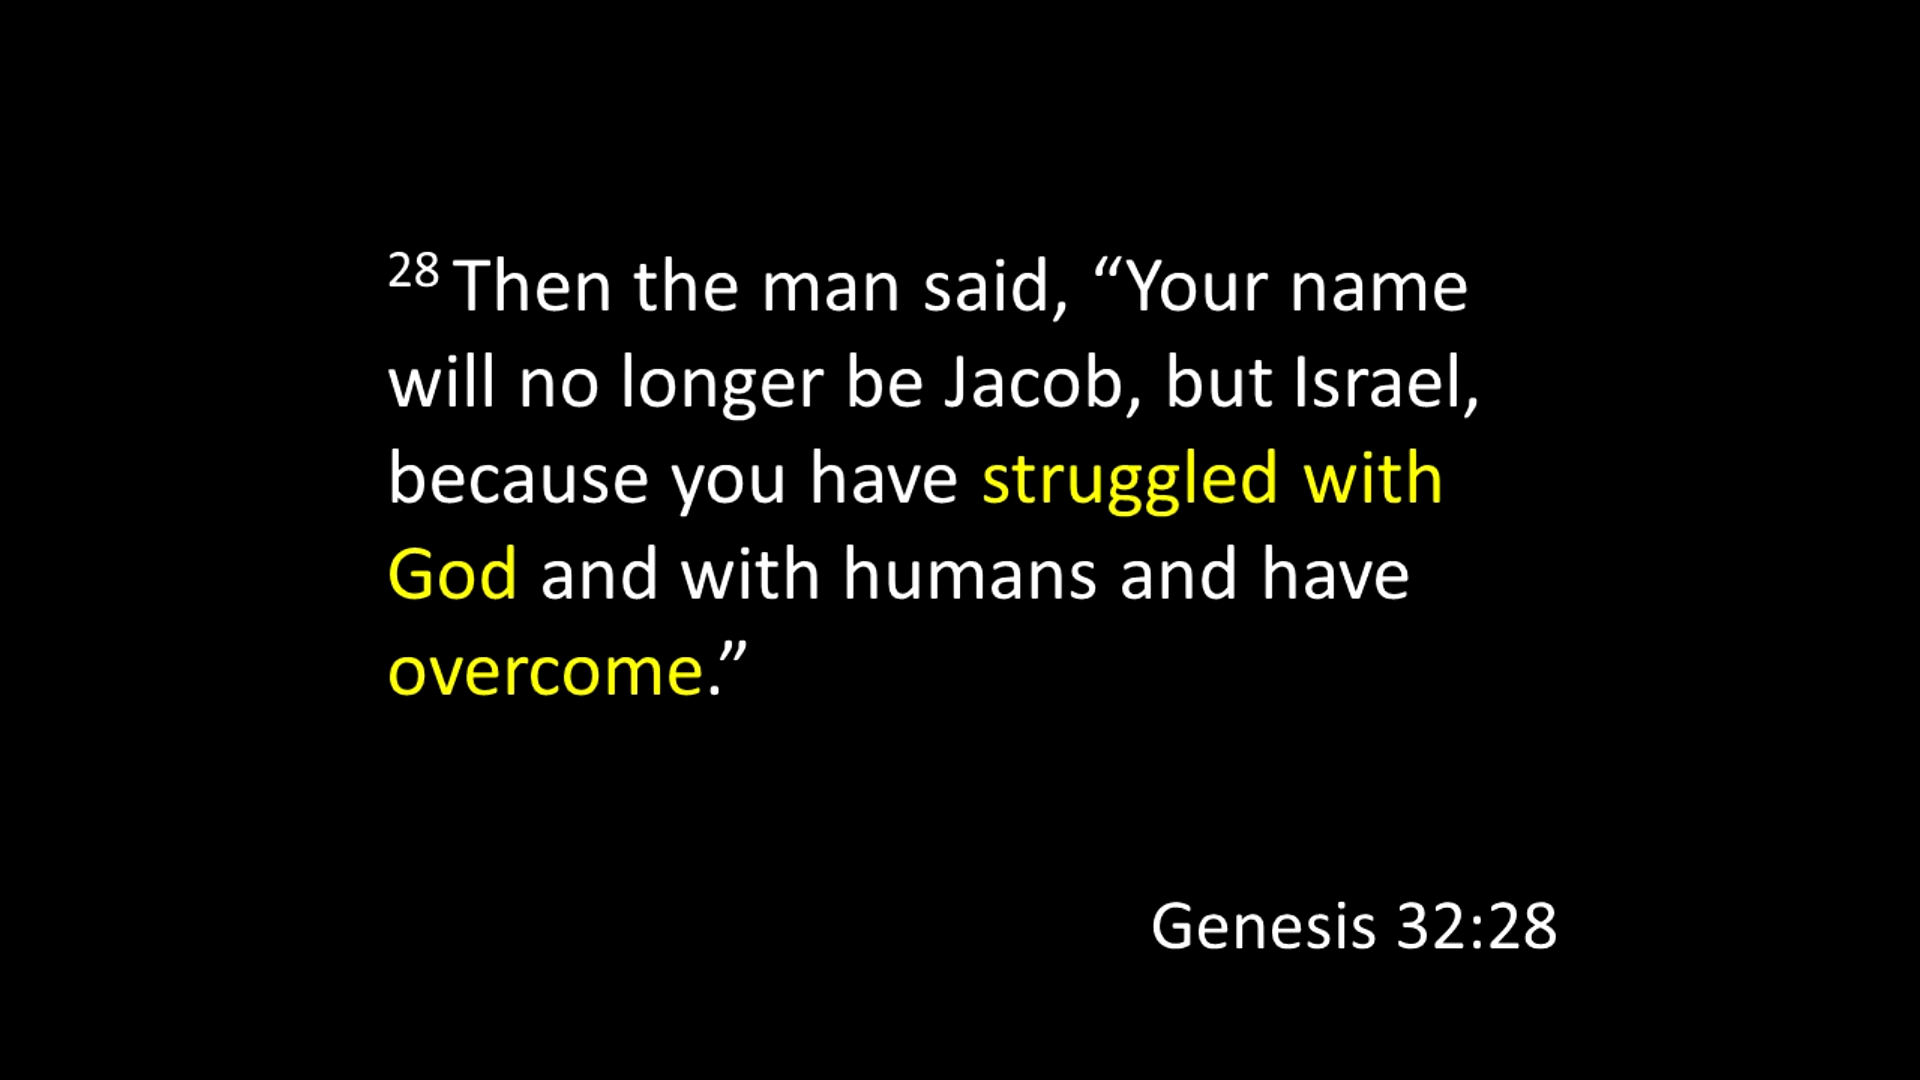 28 Then the man said, “Your name
will no longer be Jacob, but Israel,
because you have struggled with
God and with humans and have
overcome.”
Genesis 32:28